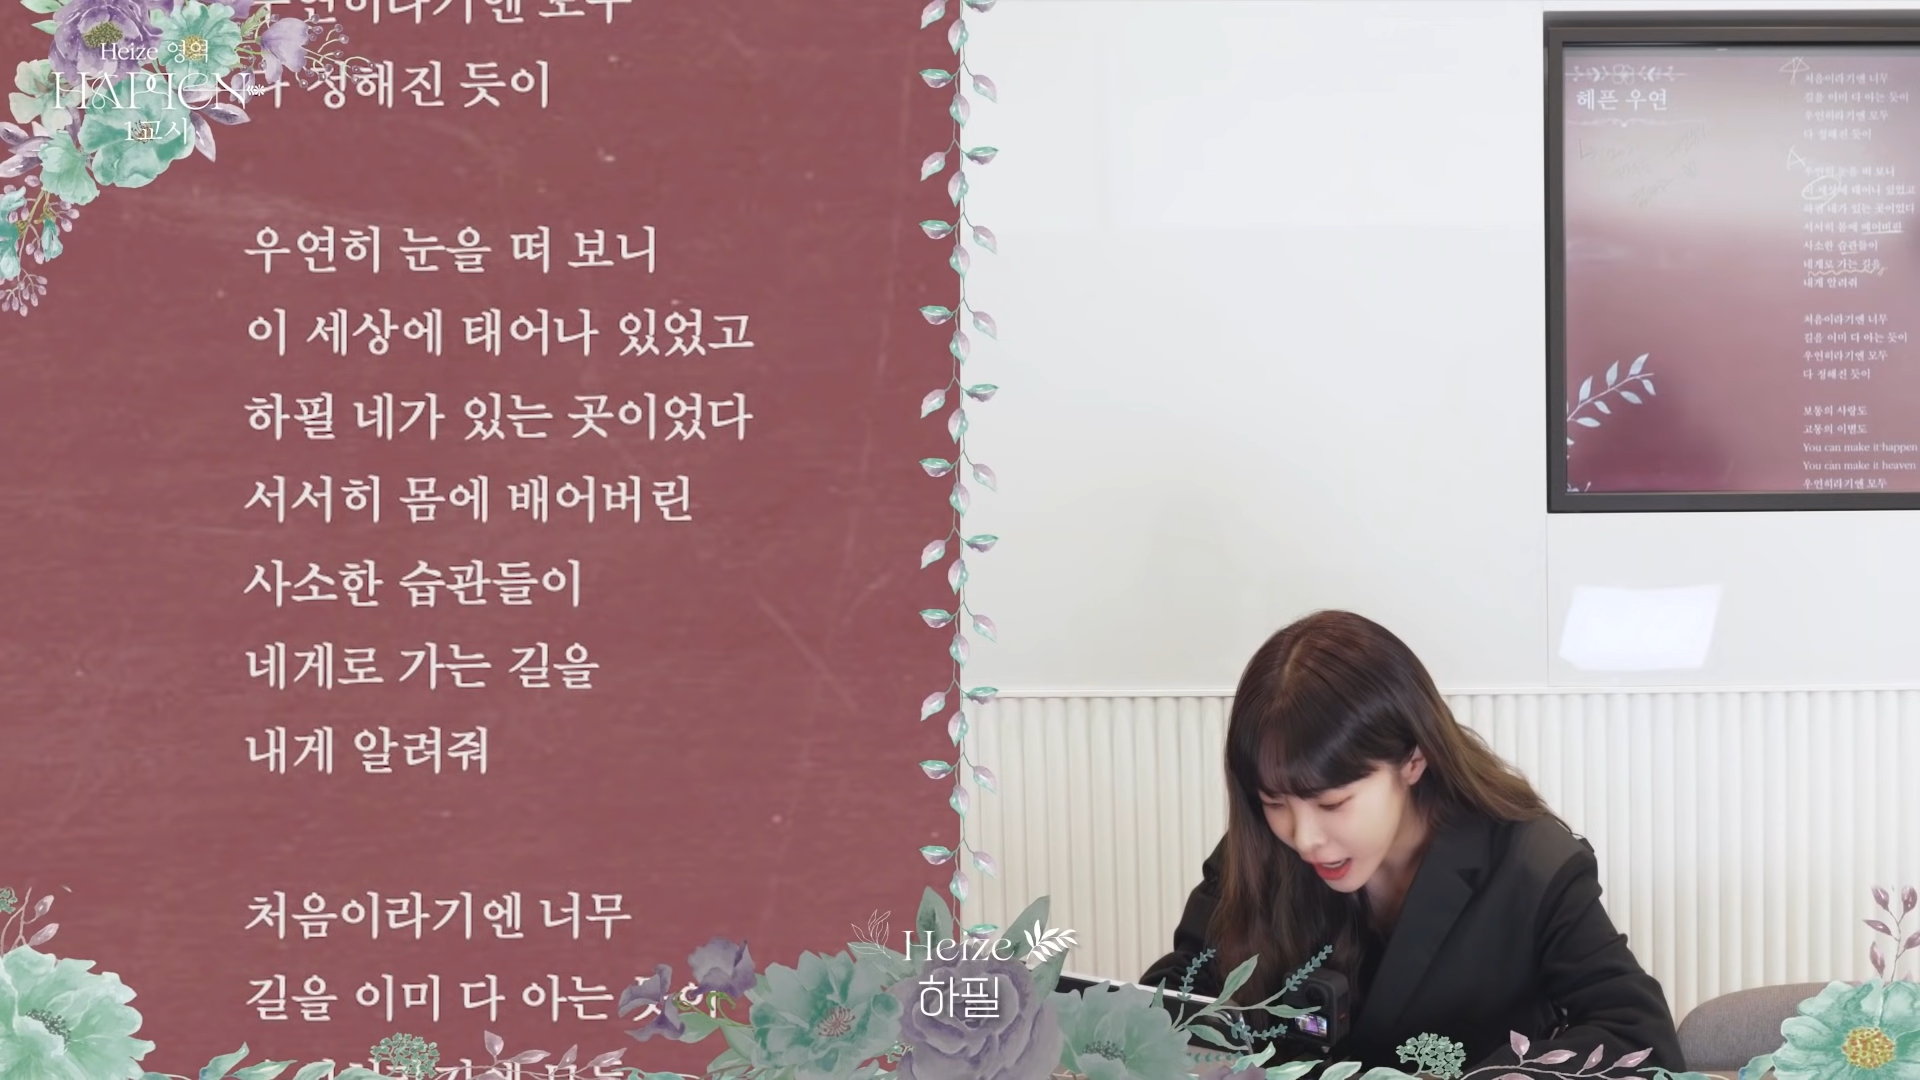 Heize 영역
HAPPEN
1교시
우연이라기엔 모두
다 정해진 듯이
우연히 눈을 떠 보니
이 세상에 태어나 있었고
하필 네가 있는 곳이었다
서서히 몸에 배어버린
사소한 습관들이
네게로 가는 길을
내게 알려줘
처음이라기엔 너무
길을 이미 다 아는 듯이
Heize
하필
헤픈 우연
처음이라기엔 너무
길을 이미 다 아는 듯이
우연히라기엔 모두
다 정해진 듯이
우연히 눈을 떠 보니
이 세상에 태어나 있었고
하필 네가 있는 곳이었다
서서히 몸에 배어버린
사소한 습관들이
네게로 가는 길을
내게 알려줘
처음이라기엔 너무
길을 이미 다 아는 듯이
우연히라기엔 모두
다 정해진 듯이
보통의 사랑도
고통의 이별도
You can make it happen
You can make it heaven
우연히라기엔 모두